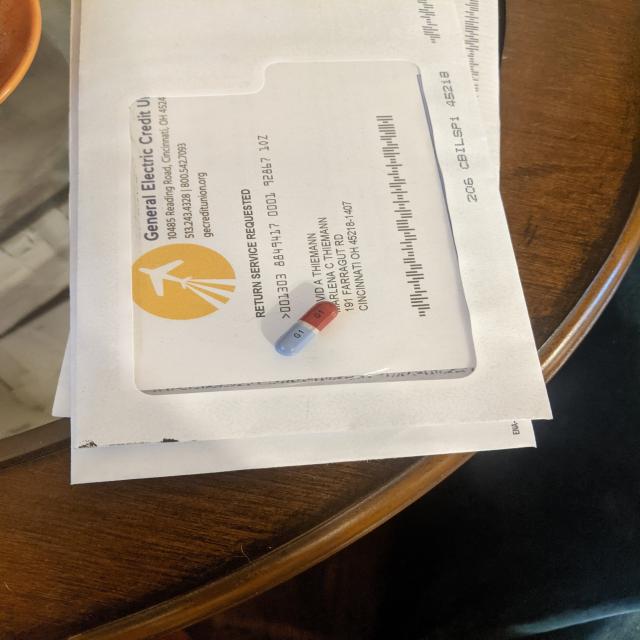 General Electric Credit U
10485 Reading Road, Cincinnati, OH 4524
513.243.4328 | 800.542.7093
gecreditunion.org
RETURN SERVICE REQUESTED
>001303 8849417 0001 92867 10Z
VID A THIEMANN
ARLENA C THIEMANN
191 FARRAGUT RD
CINCINNATI OH 45218-1407
206 CBILSP1 45218
G1 G1
ENA-